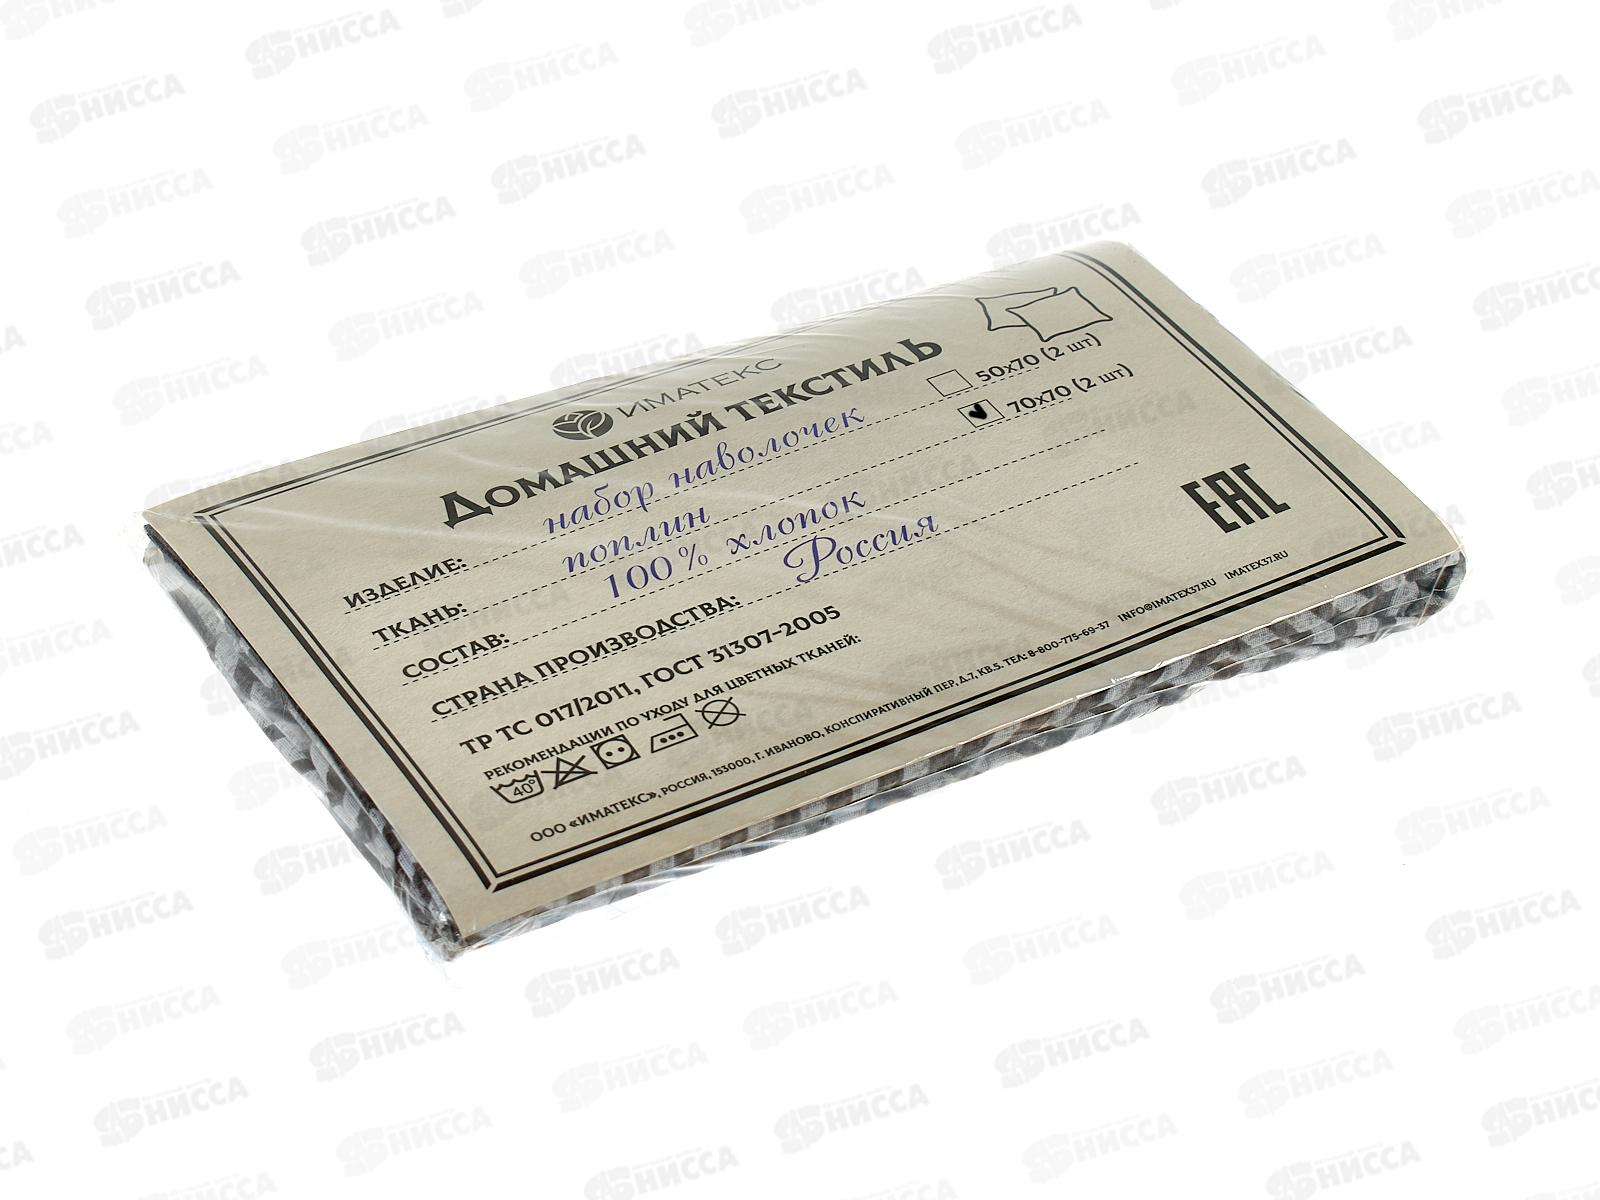 ИМАТЕКС
ДОМАШНИЙ ТЕКСТИЛЬ
ИЗДЕЛИЕ: набор наволочек
50х70 (2 шт)
ТКАНЬ: поплин
70х70 (2 шт)
СОСТАВ: 100% хлопок
СТРАНА ПРОИЗВОДСТВА: Россия
ТР ТС 017/2011, ГОСТ 31307-2005
EAC
РЕКОМЕНДАЦИИ ПО УХОДУ ДЛЯ ЦВЕТНЫХ ТКАНЕЙ:
40°
ООО «ИМАТЕКС», РОССИЯ, 153000, Г. ИВАНОВО, КОНСПИРАТИВНЫЙ ПЕР, Д.7, КВ.5. ТЕЛ: 8-800-775-69-37 INFO@IMATEX37.RU IMATEX37.RU
НИССА